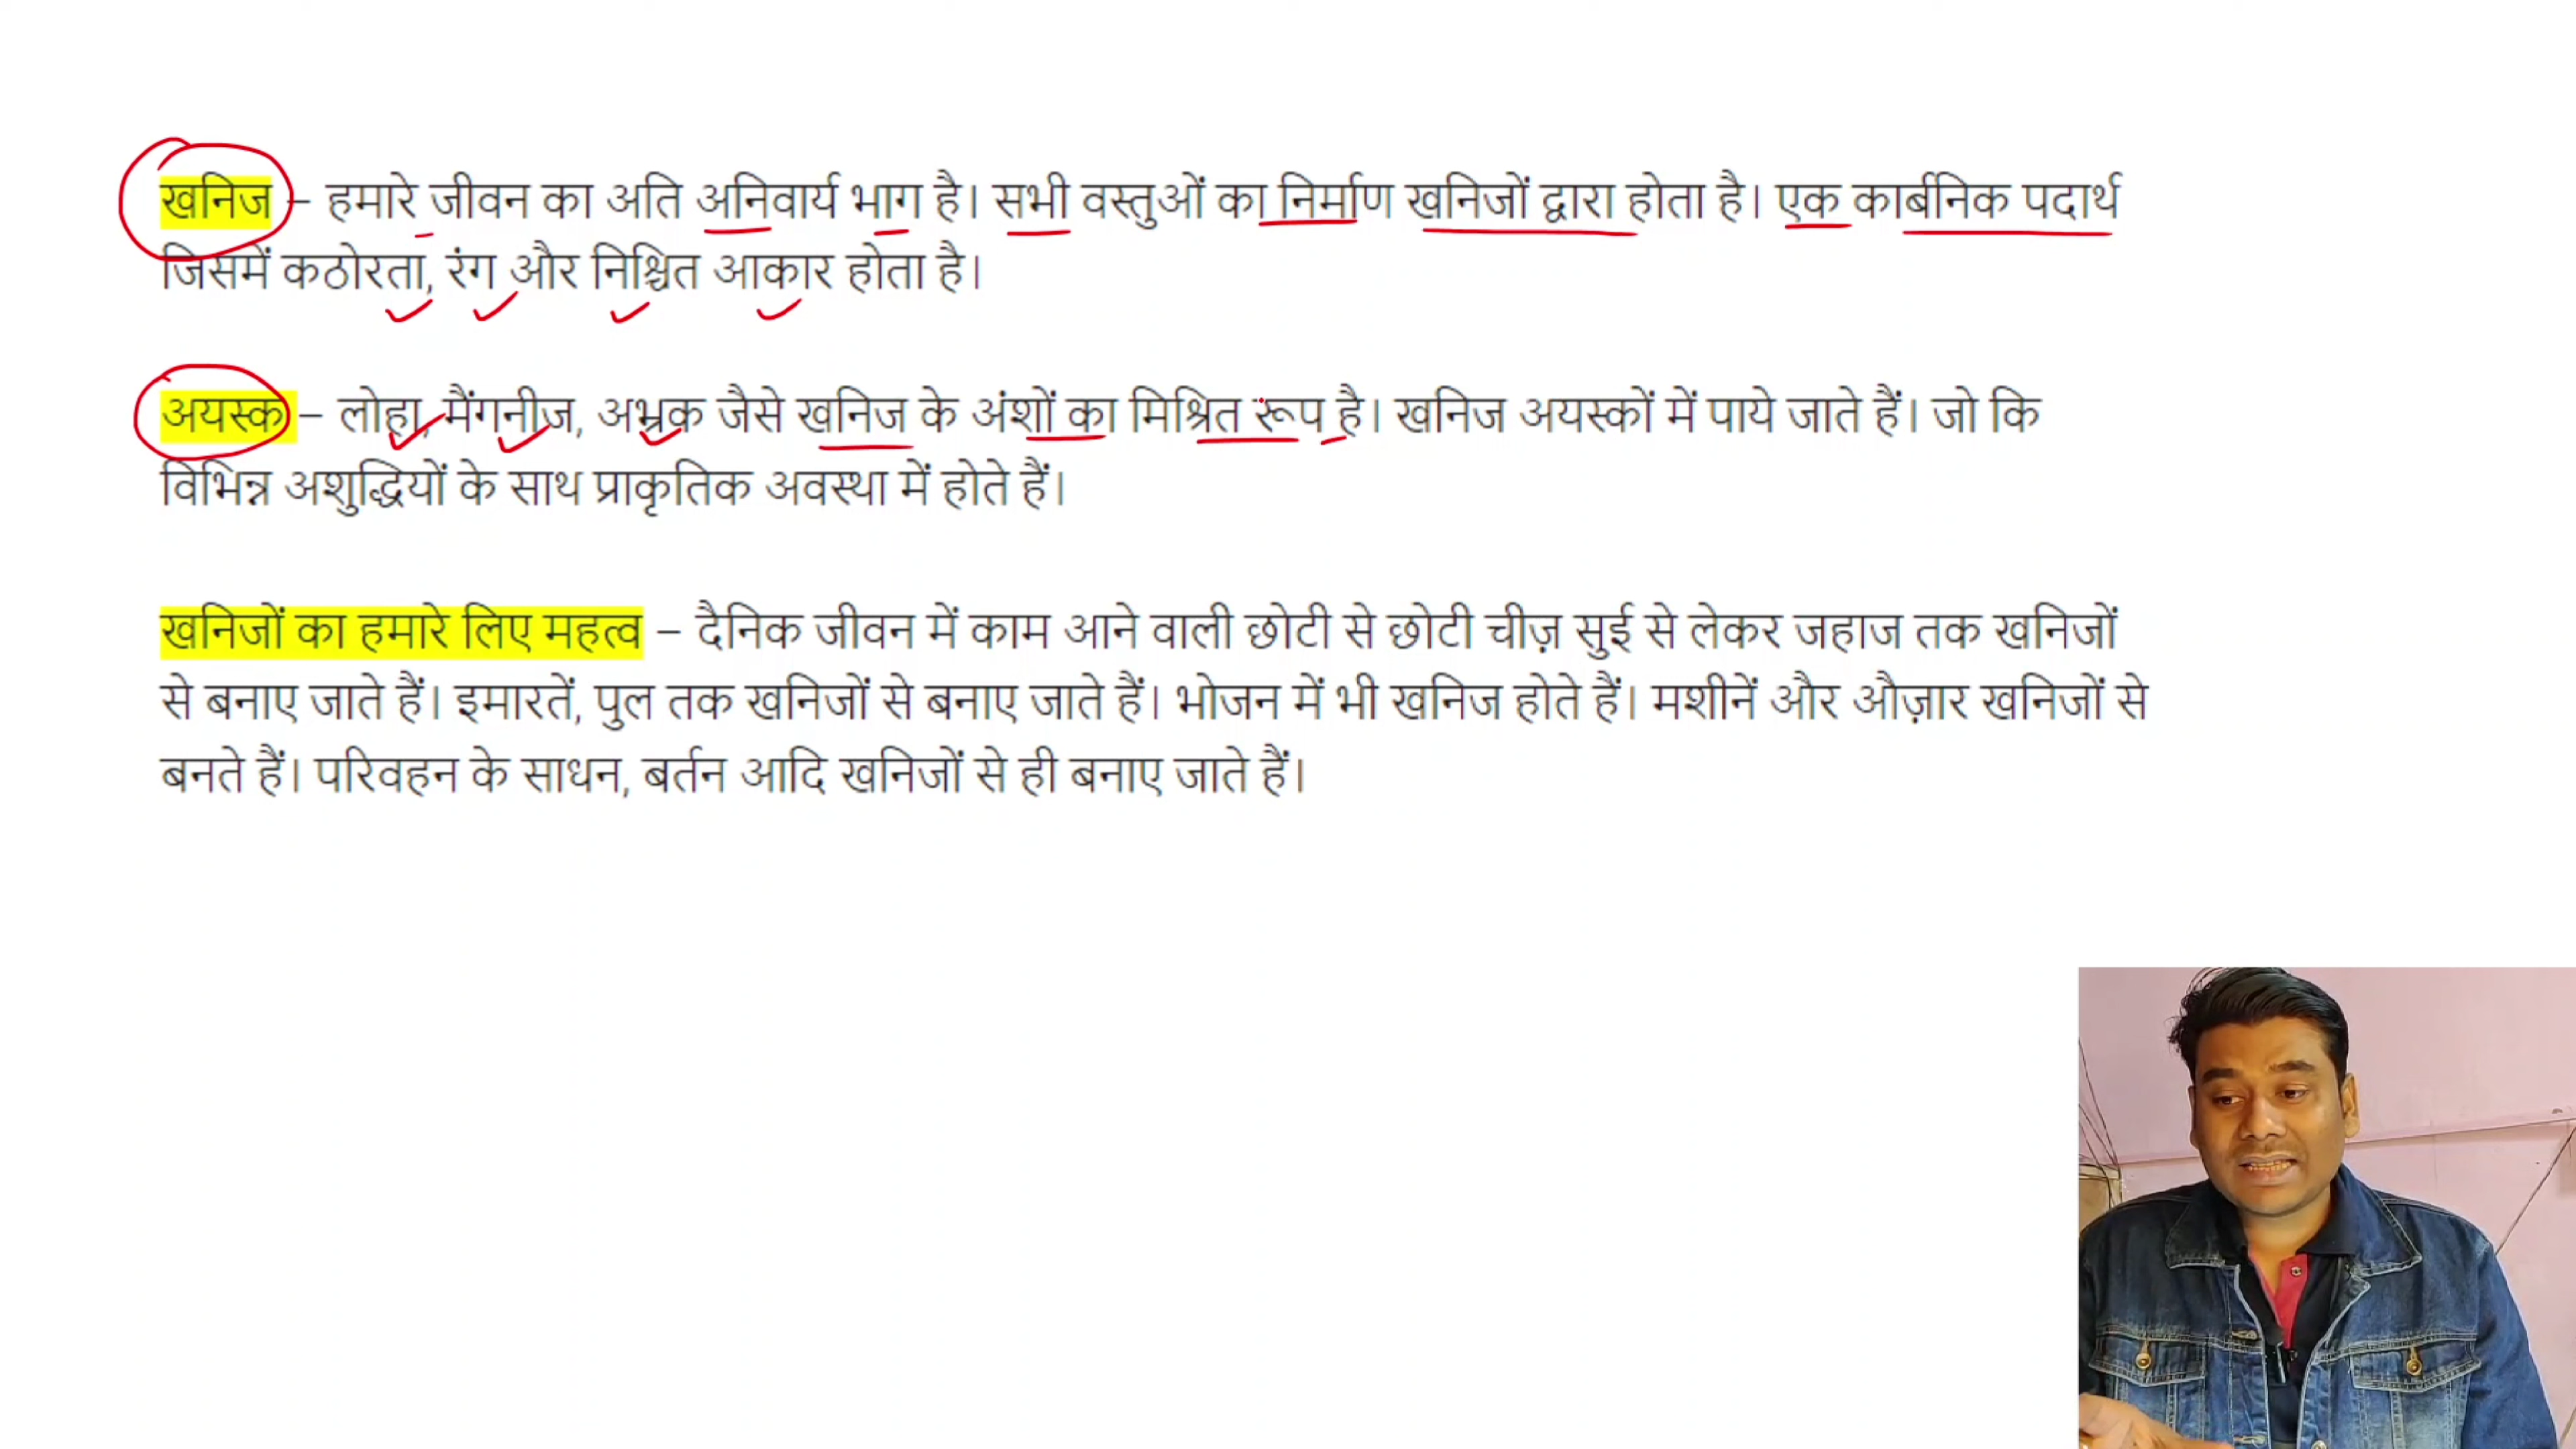 खनिज – हमारे जीवन का अति अनिवार्य भाग है। सभी वस्तुओं का निर्माण खनिजों द्वारा होता है। एक कार्बनिक पदार्थ
जिसमें कठोरता, रंग और निश्चित आकार होता है।
अयस्क – लोहा, मैंगनीज, अभ्रक जैसे खनिज के अंशों का मिश्रित रूप है। खनिज अयस्कों में पाये जाते हैं। जो कि
विभिन्न अशुद्धियों के साथ प्राकृतिक अवस्था में होते हैं।
खनिजों का हमारे लिए महत्व – दैनिक जीवन में काम आने वाली छोटी से छोटी चीज़ सुई से लेकर जहाज तक खनिजों
से बनाए जाते हैं। इमारतें, पुल तक खनिजों से बनाए जाते हैं। भोजन में भी खनिज होते हैं। मशीनें और औज़ार खनिजों से
बनते हैं। परिवहन के साधन, बर्तन आदि खनिजों से ही बनाए जाते हैं।